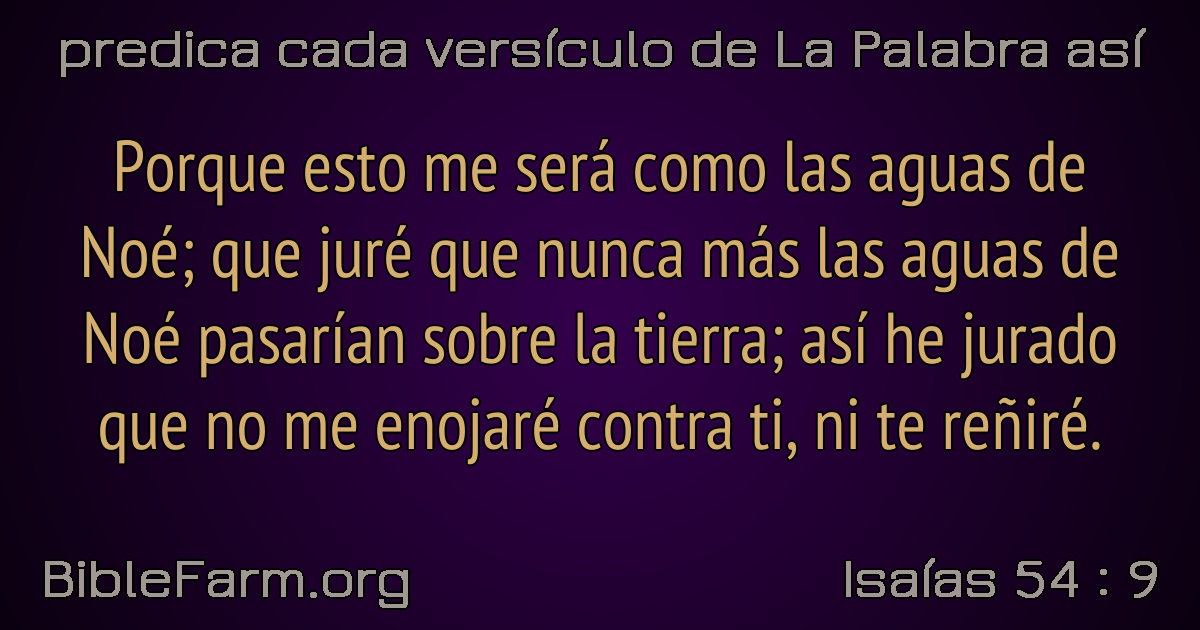 predica cada versículo de La Palabra así
Porque esto me será como las aguas de
Noé; que juré que nunca más las aguas de
Noé pasarían sobre la tierra; así he jurado
que no me enojaré contra ti, ni te reñiré.
BibleFarm.org
Isaías 54 : 9